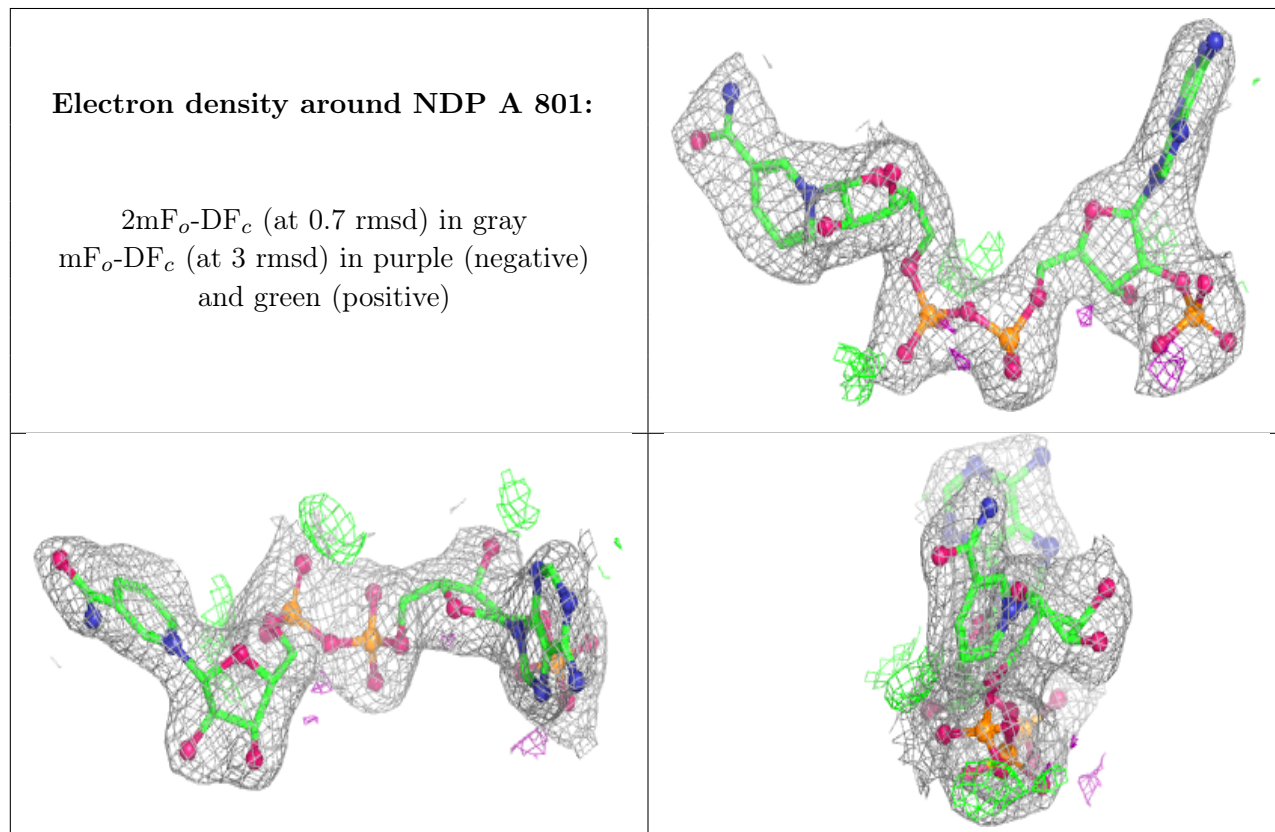 Electron density around NDP A 801:
2mFo-DFc (at 0.7 rmsd) in gray
mFo-DFc (at 3 rmsd) in purple (negative)
and green (positive)